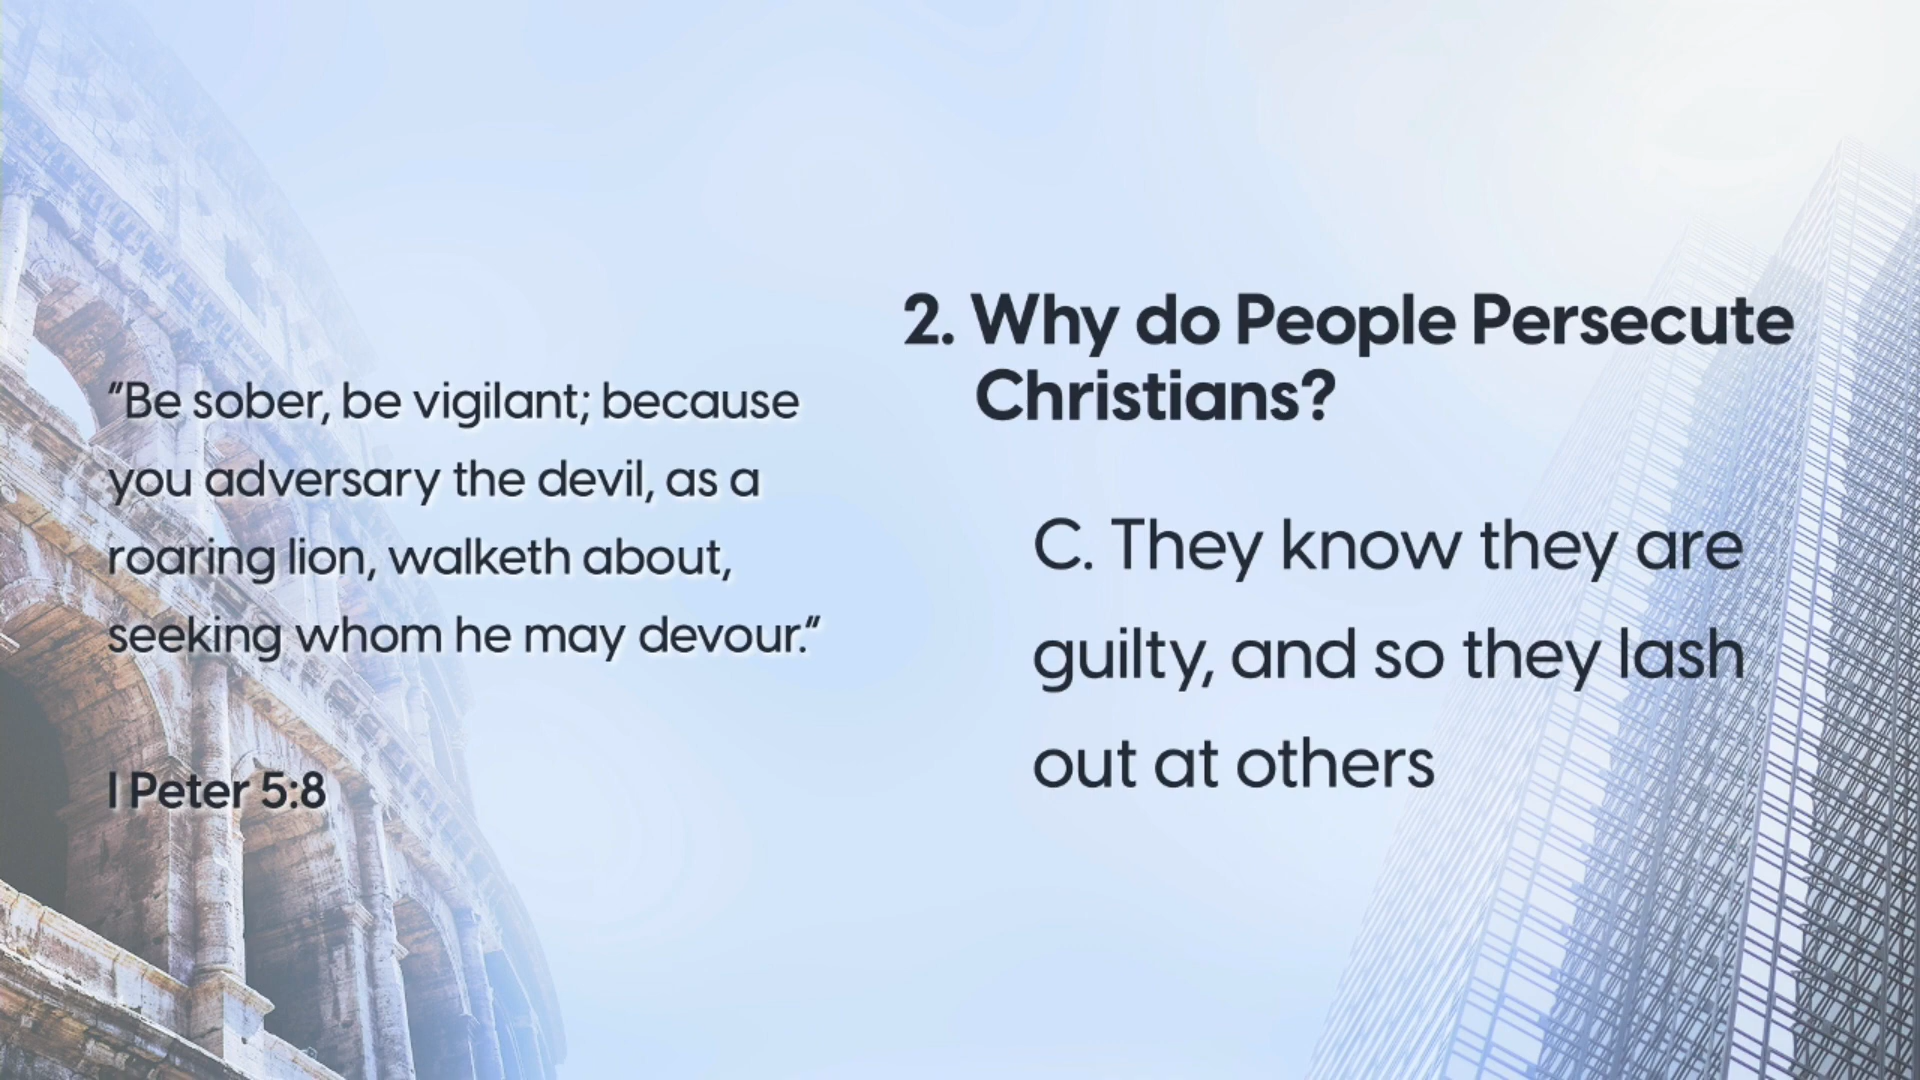 "Be sober, be vigilant; because
you adversary the devil, as a
roaring lion, walketh about,
seeking whom he may devour."
I Peter 5:8
2. Why do People Persecute
Christians?
C. They know they are
guilty, and so they lash
out at others